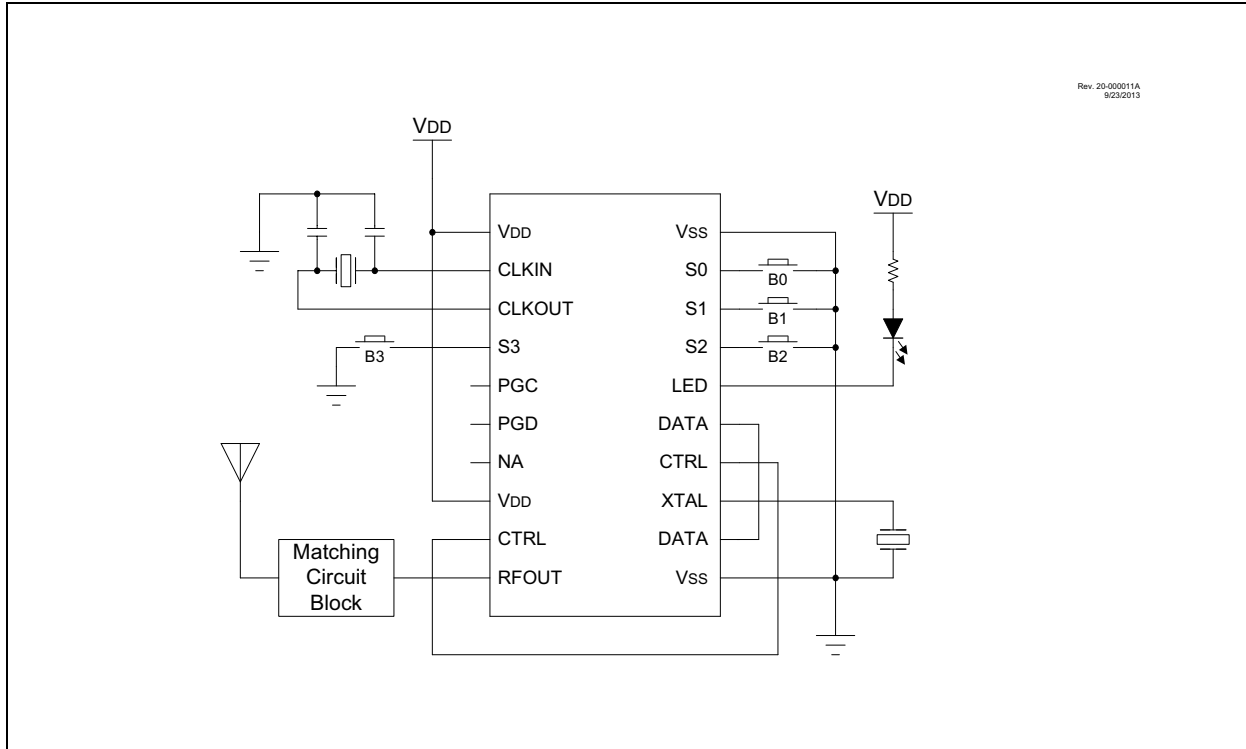 Rev. 20-000011A
9/23/2013
VDD
VDD
VDD
CLKIN
CLKOUT
S3
PGC
PGD
NA
VDD
CTRL
RFOUT
VSS
S0
S1
S2
LED
DATA
CTRL
XTAL
DATA
VSS
B0
B1
B2
B3
Matching
Circuit
Block